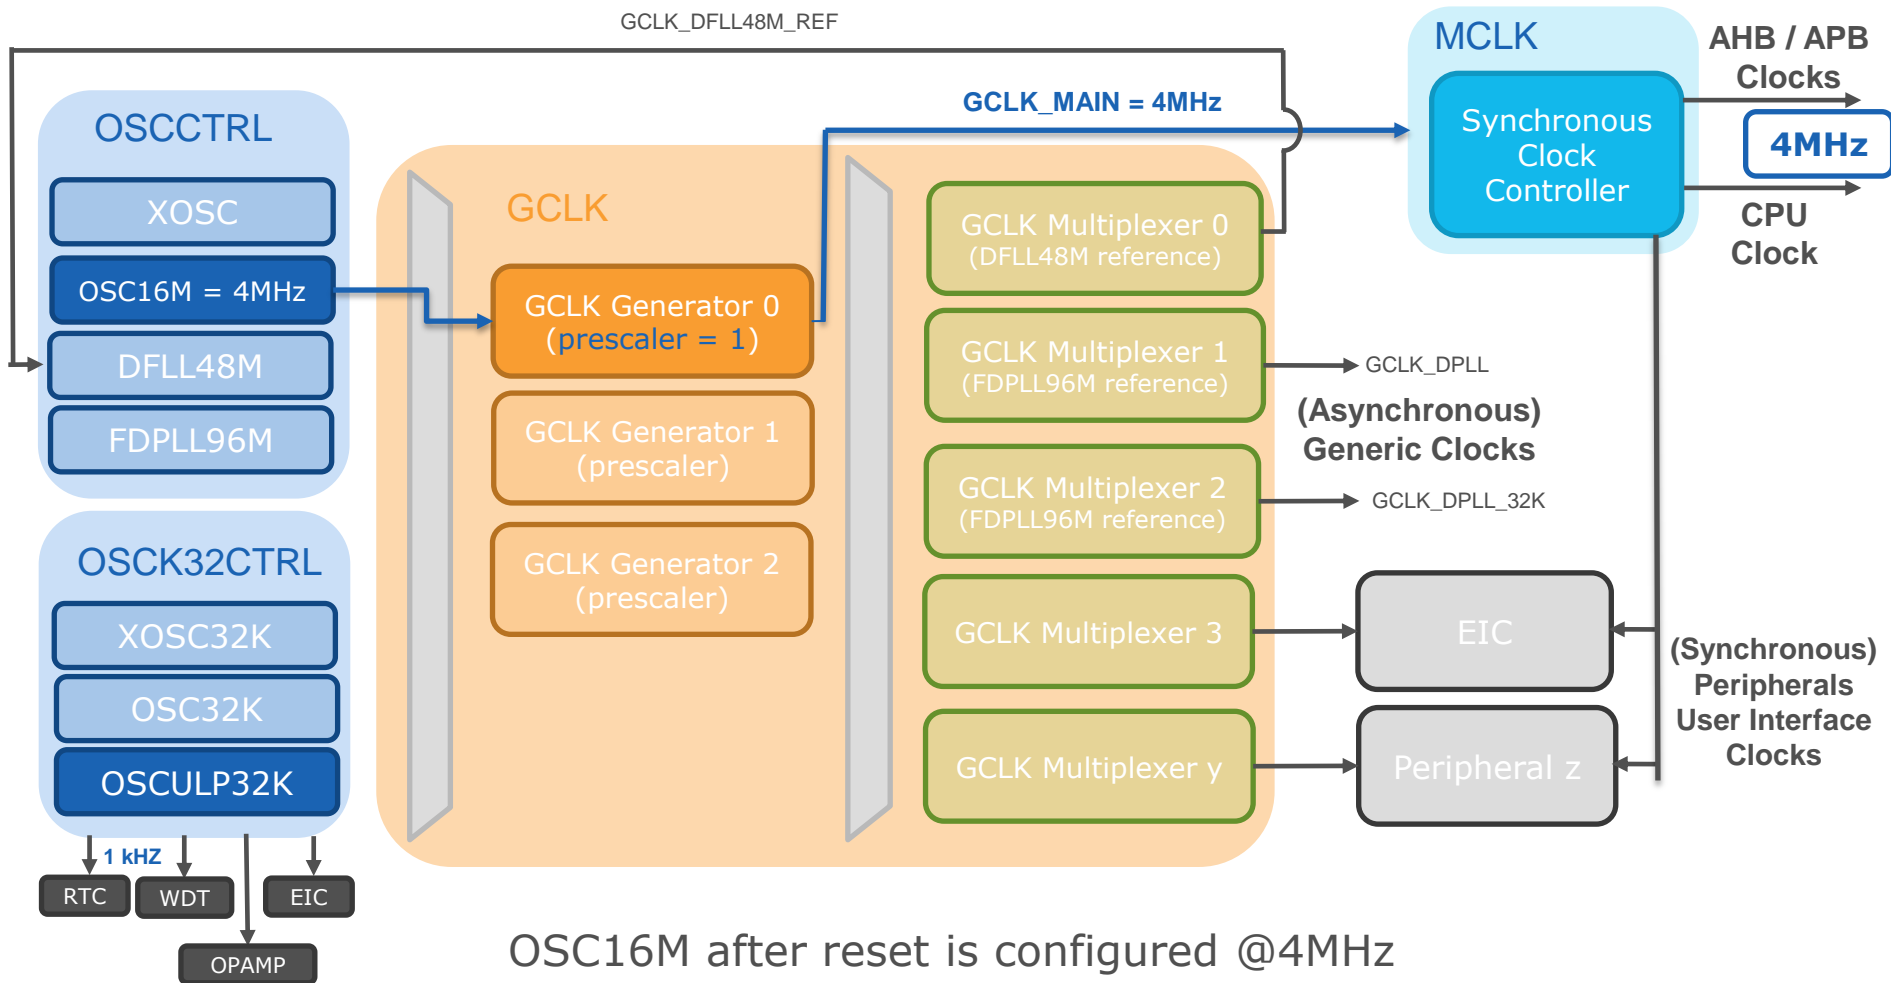 GCLK_DFLL48M_REF
MCLK
AHB / APB
Clocks
OSCCTRL
GCLK_MAIN = 4MHz
Synchronous
Clock
Controller
4MHz
CPU
Clock
XOSC
OSC16M = 4MHz
DFLL48M
FDPLL96M
GCLK
GCLK Generator 0
(prescaler = 1)
GCLK Generator 1
(prescaler)
GCLK Generator 2
(prescaler)
GCLK Multiplexer 0
(DFLL48M reference)
GCLK Multiplexer 1
(FDPLL96M reference)
GCLK Multiplexer 2
(FDPLL96M reference)
GCLK Multiplexer 3
GCLK Multiplexer y
GCLK_DPLL
(Asynchronous)
Generic Clocks
GCLK_DPLL_32K
EIC
Peripheral z
(Synchronous)
Peripherals
User Interface
Clocks
OSCK32CTRL
XOSC32K
OSC32K
OSCULP32K
1 kHZ
RTC
WDT
EIC
OPAMP
OSC16M after reset is configured @4MHz